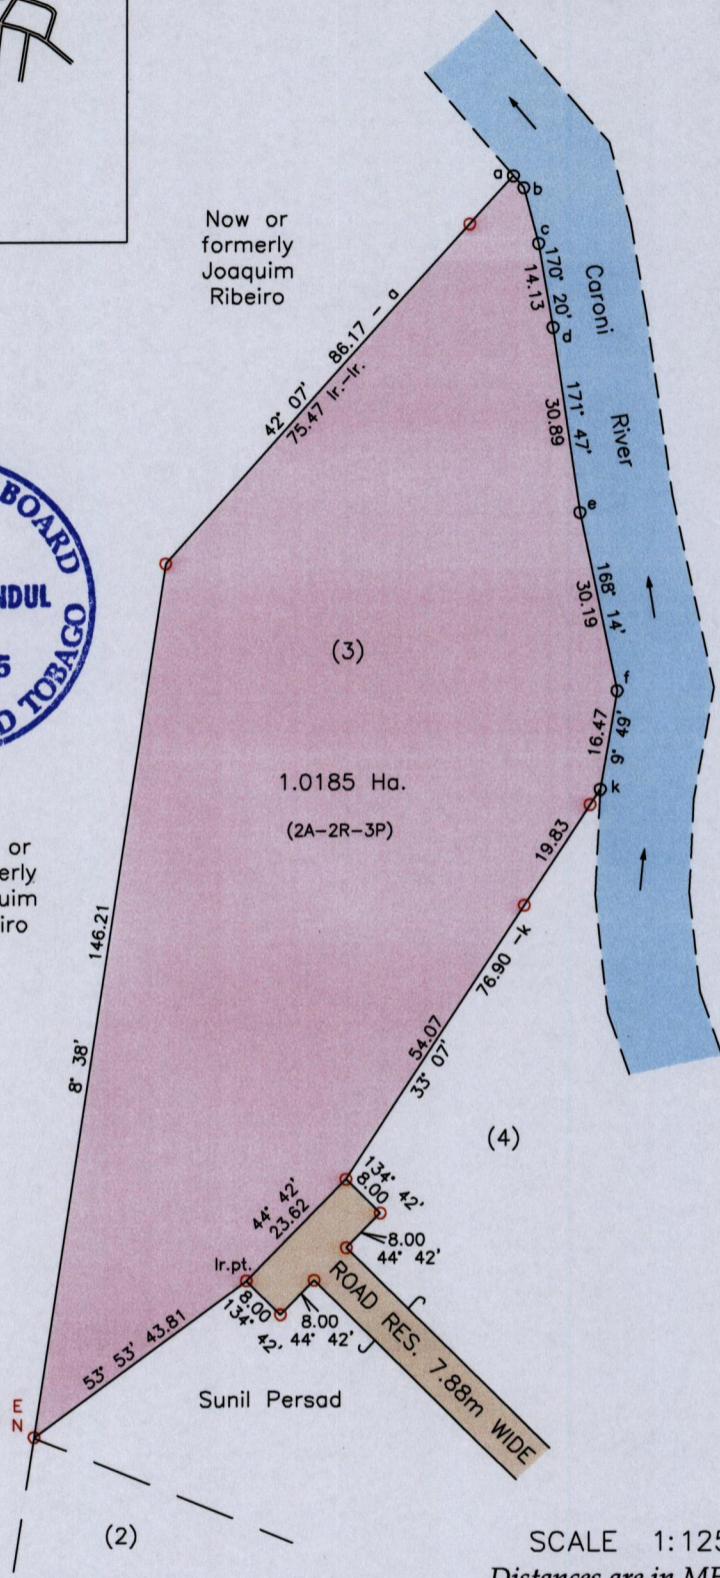 a
b
Now or
formerly
Joaquim
Ribeiro
c
170° 20'
14.13
Caroni
River
d
86.17 - a
42° 07'
75.47 Ir.-Ir.
171° 47'
30.89
e
BOARD
NDUL
5
D TOBAGO
168° 14'
30.19
(3)
f
16.47
9° 49'
k
1.0185 Ha.
(2A-2R-3P)
19.83
or
erly
uim
iro
146.21
8° 38'
76.90 -k
54.07
33° 07'
(4)
134° 42'
8.00
44° 42'
23.62
8.00
44° 42'
Ir.pt.
8.00
134° 42'
8.00
44° 42'
ROAD RES. 7.88m WIDE
53° 53' 43.81
Sunil Persad
E
N
(2)
SCALE 1:125
Distances are in ME